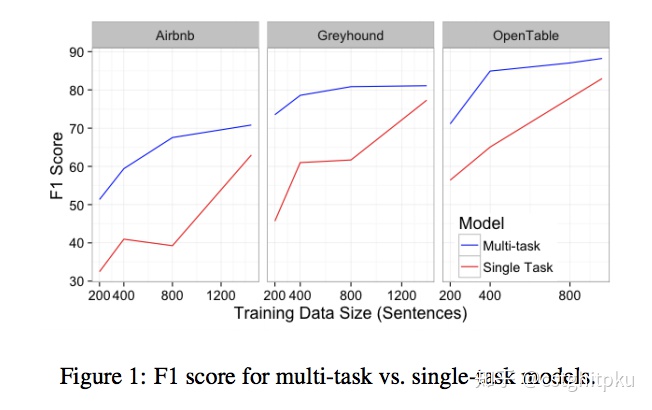 Airbnb Greyhound OpenTable
90
80
70
60
50
40
30
F1 Score
Model
Multi-task
Single Task
200 400 800 1200 200 400 800 1200 200 400 800
Training Data Size (Sentences)
Figure 1: F1 score for multi-task vs. single-task models.
知乎